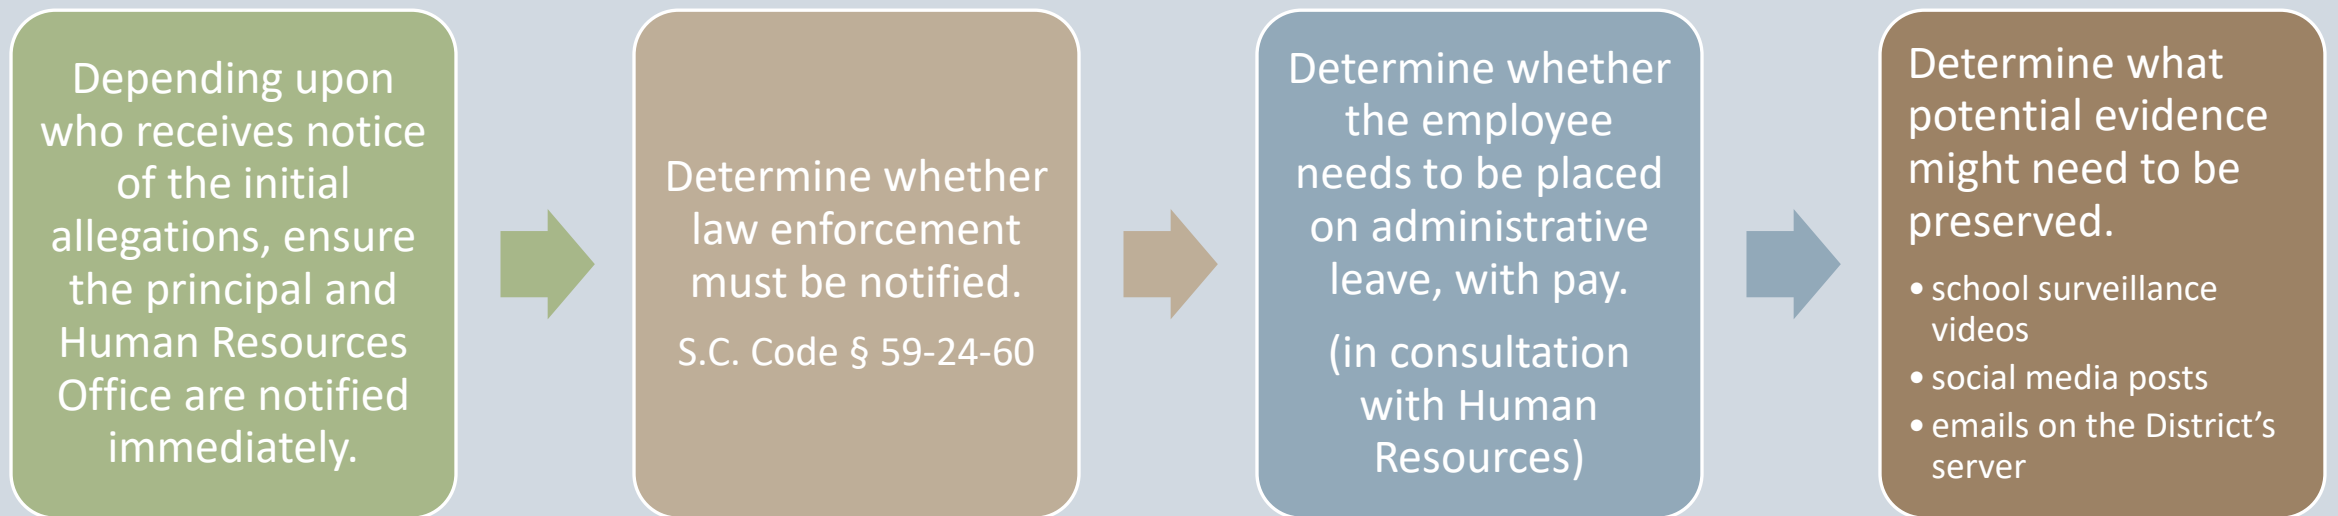 Depending upon
who receives notice
of the initial
allegations, ensure
the principal and
Human Resources
Office are notified
immediately.
Determine whether
law enforcement
must be notified.
S.C. Code § 59-24-60
Determine whether
the employee
needs to be placed
on administrative
leave, with pay.
(in consultation
with Human
Resources)
Determine what
potential evidence
might need to be
preserved.
• school surveillance
videos
• social media posts
• emails on the District’s
server